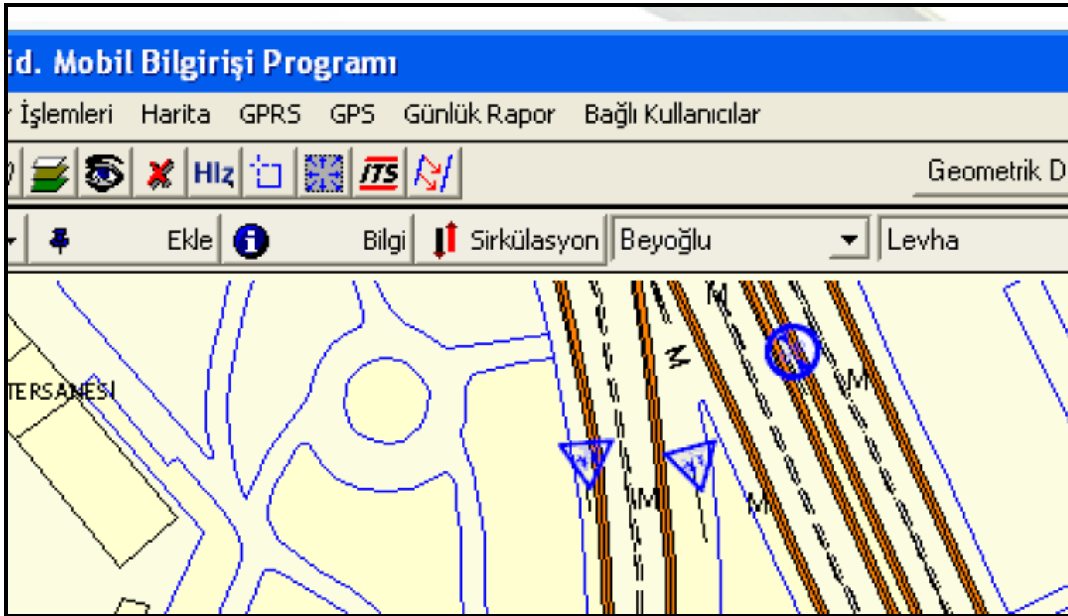 id. Mobil Bilgirişi Programı
İşlemleri Harita GPRS GPS Günlük Rapor Bağlı Kullanıcılar
Hız ITS Geometrik D
Ekle Bilgi Sirkülasyon Beyoğlu Levha
M
M
TERSANESİ
M
M
M